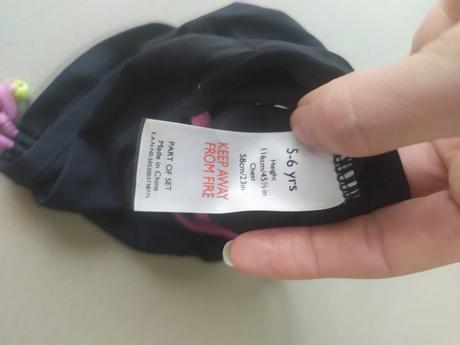 5-6 yrs
Height
116cm/45½in
Chest
58cm/23in
KEEP AWAY
FROM FIRE
PART OF SET
Made in China